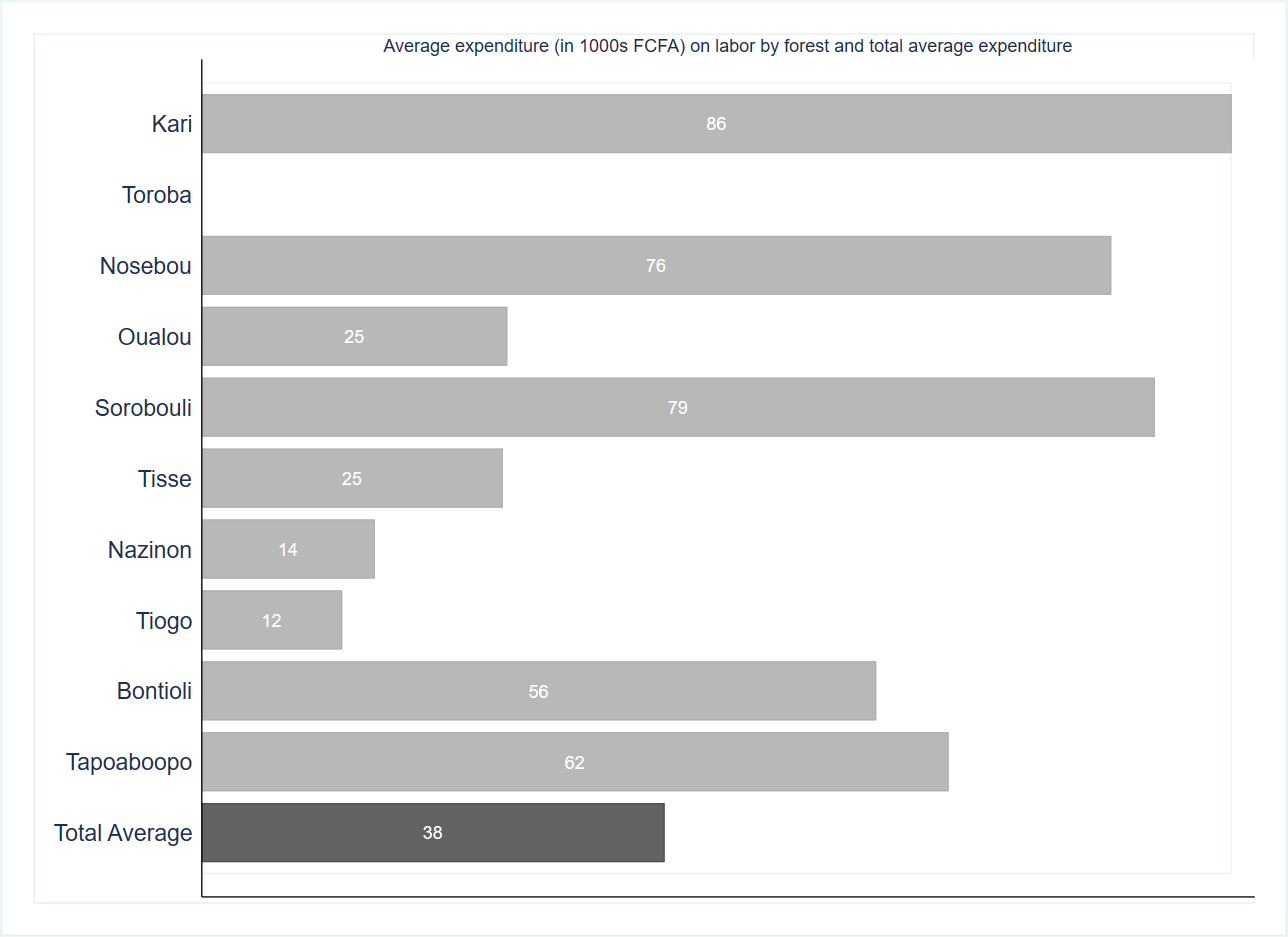 Average expenditure (in 1000s FCFA) on labor by forest and total average expenditure
Kari 86
Toroba
Nosebou 76
Oualou 25
Sorobouli 79
Tisse 25
Nazinon 14
Tiogo 12
Bontioli 56
Tapoaboopo 62
Total Average 38